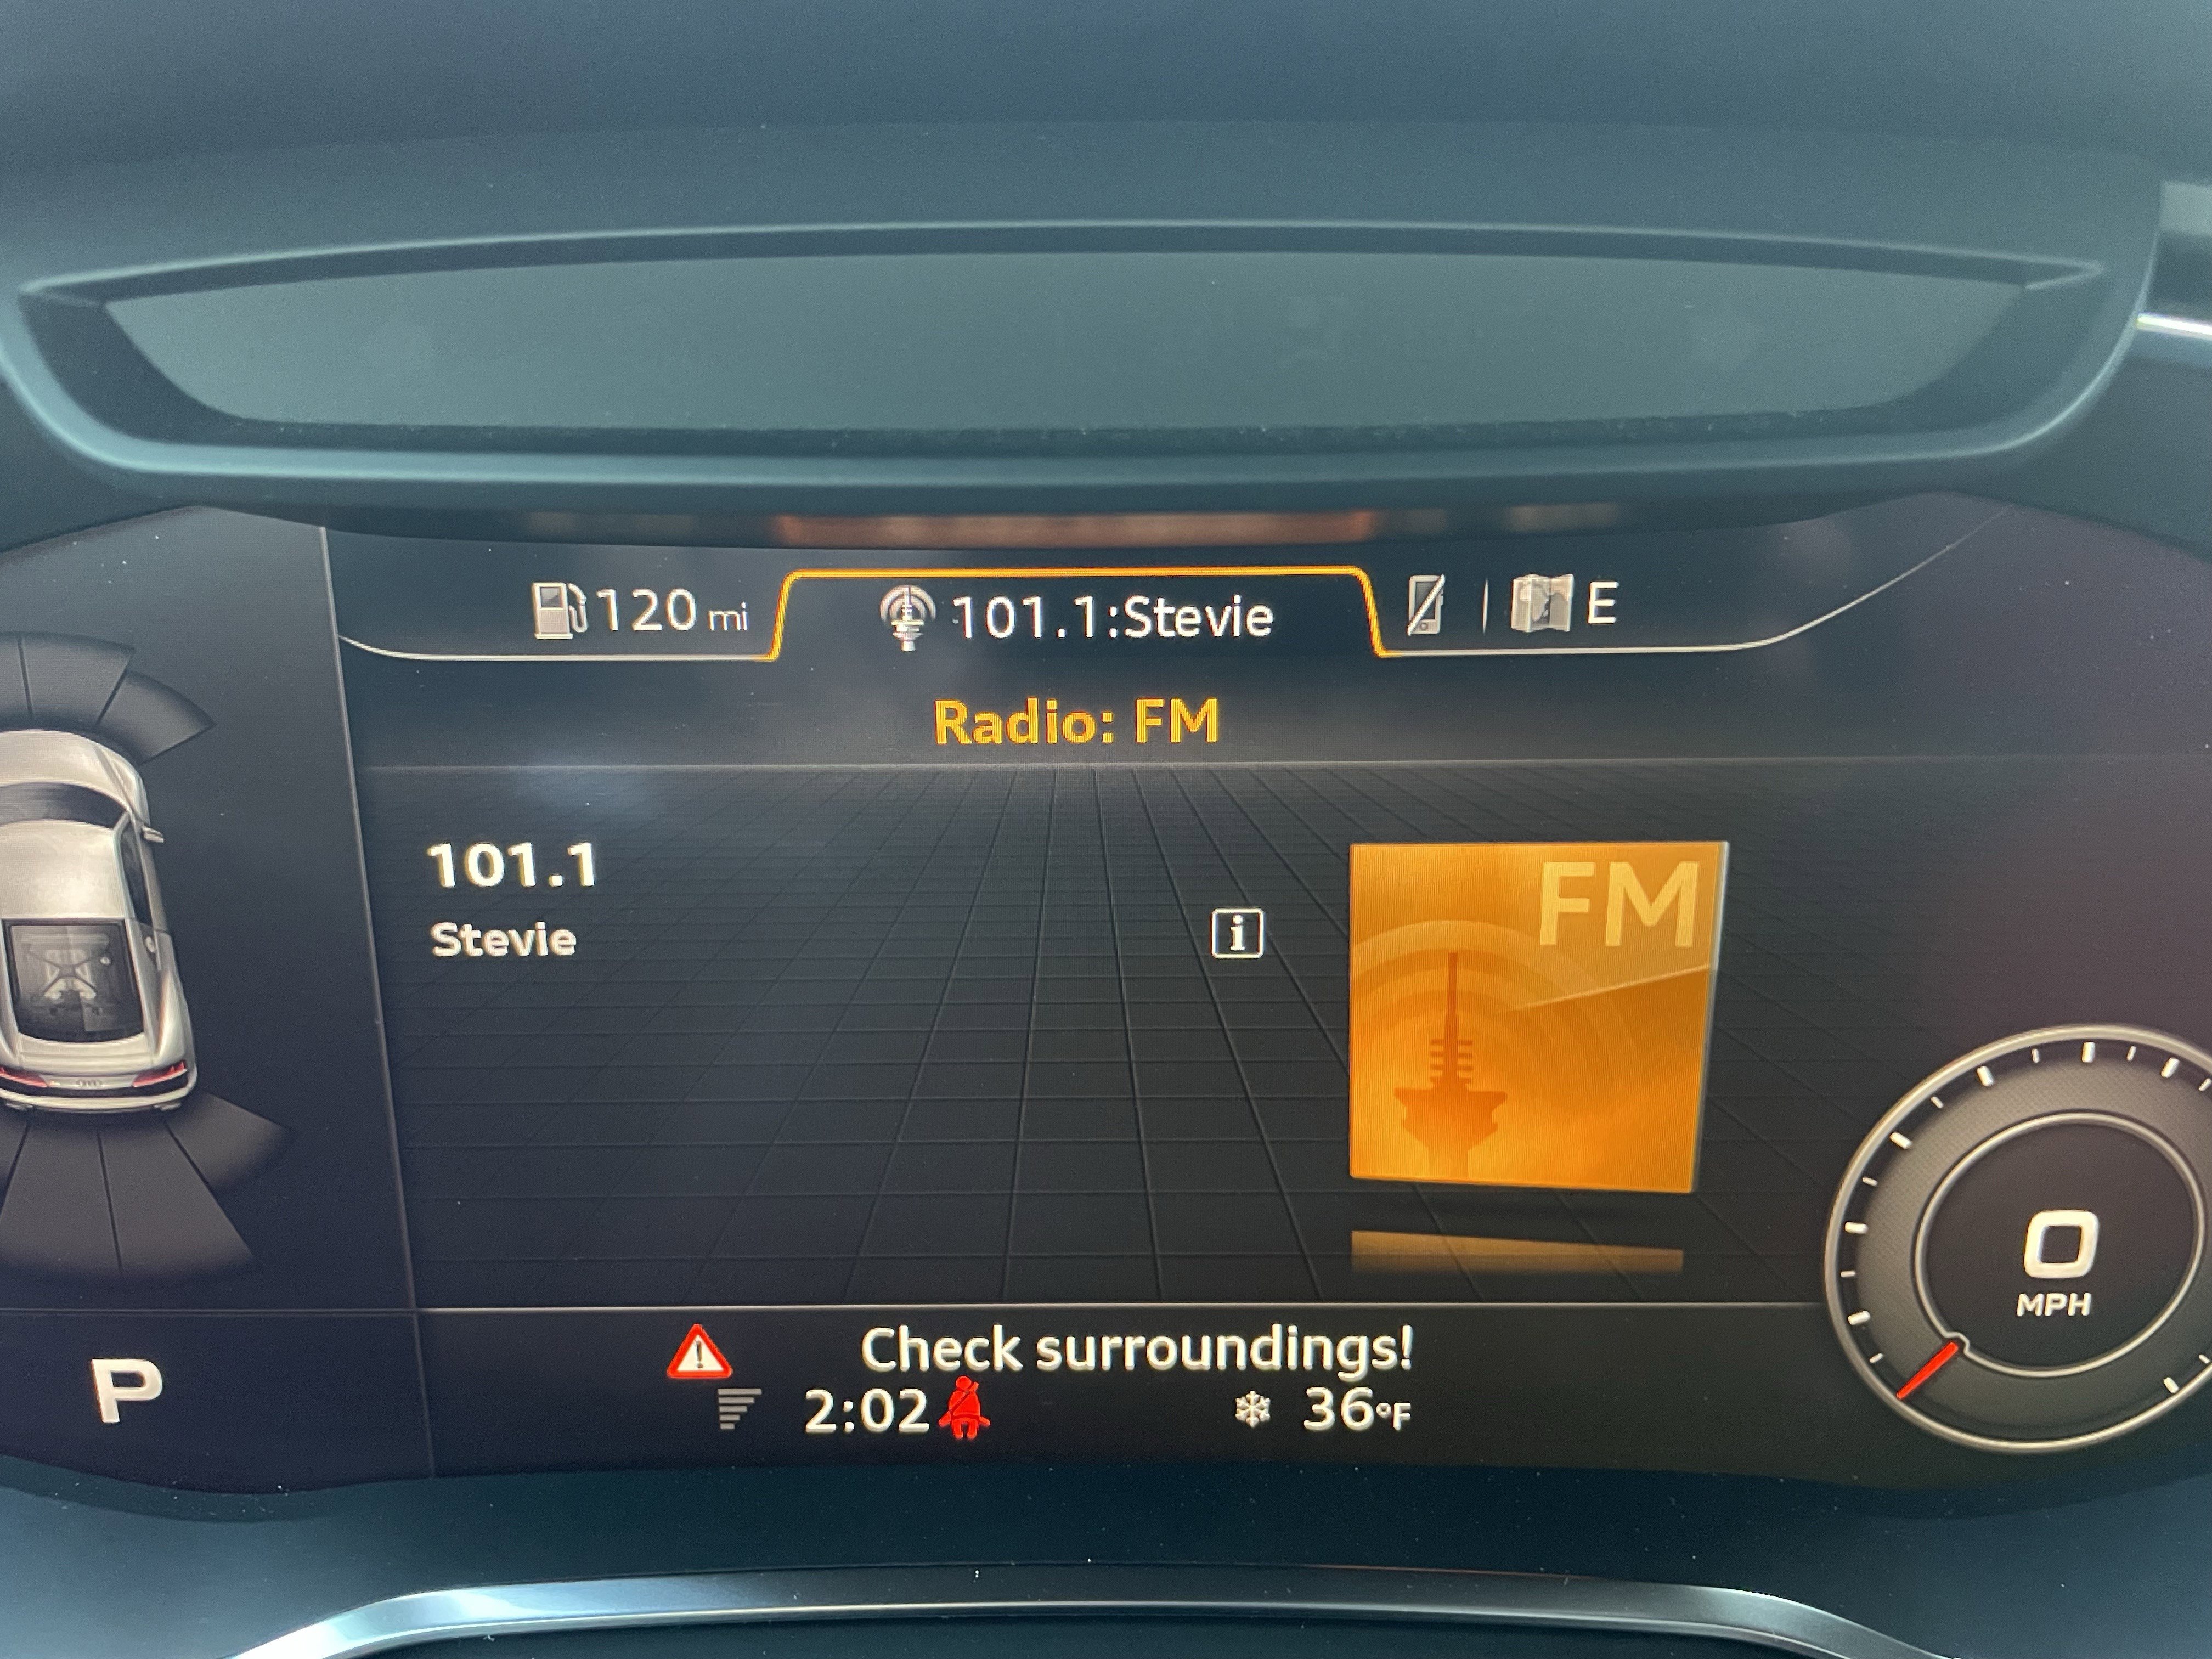 120 mi
101.1:Stevie
E
Radio: FM
101.1
Stevie
i
FM
0
MPH
P
Check surroundings!
2:02
36°F